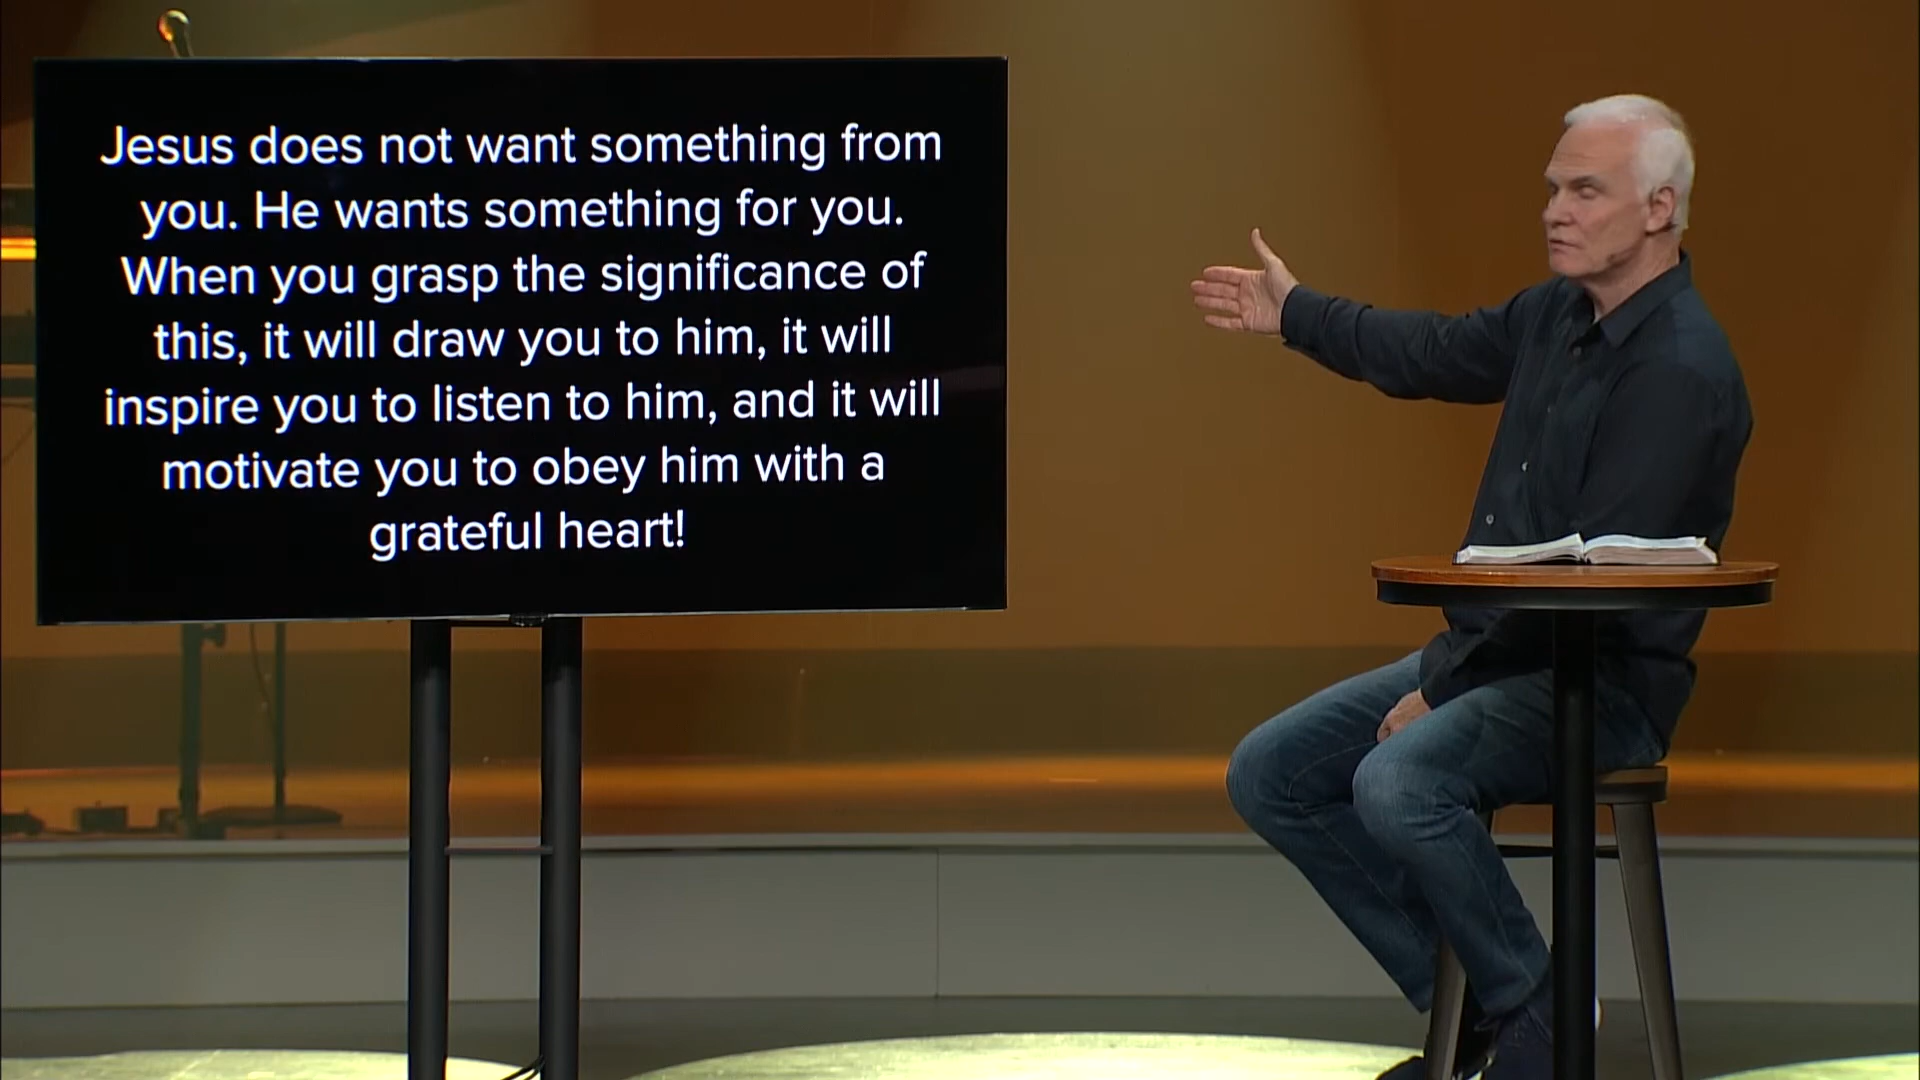 Jesus does not want something from
you. He wants something for you.
When you grasp the significance of
this, it will draw you to him, it will
inspire you to listen to him, and it will
motivate you to obey him with a
grateful heart!